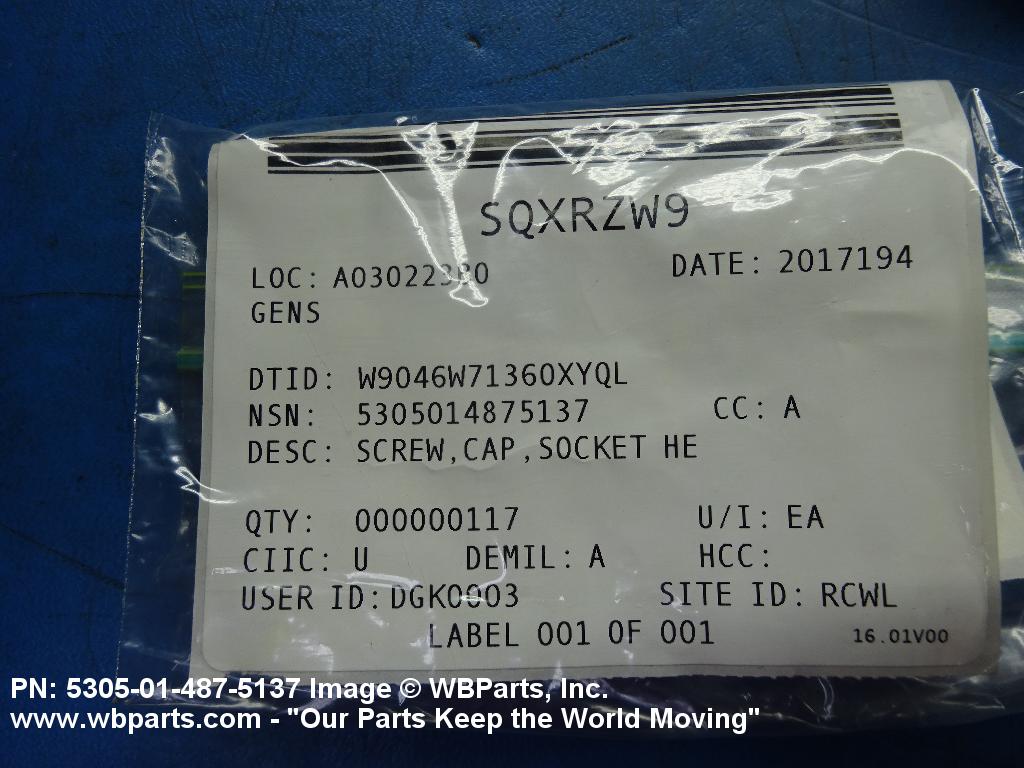 SQXRZW9
LOC: A03022330 DATE: 2017194
GENS
DTID: W9046W71360XYQL
NSN: 5305014875137 CC: A
DESC: SCREW,CAP,SOCKET HE
QTY: 000000117 U/I: EA
CIIC: U DEMIL: A HCC:
USER ID: DGK0003 SITE ID: RCWL
LABEL 001 OF 001 16.01V00
PN: 5305-01-487-5137 Image © WBParts, Inc.
www.wbparts.com - "Our Parts Keep the World Moving"